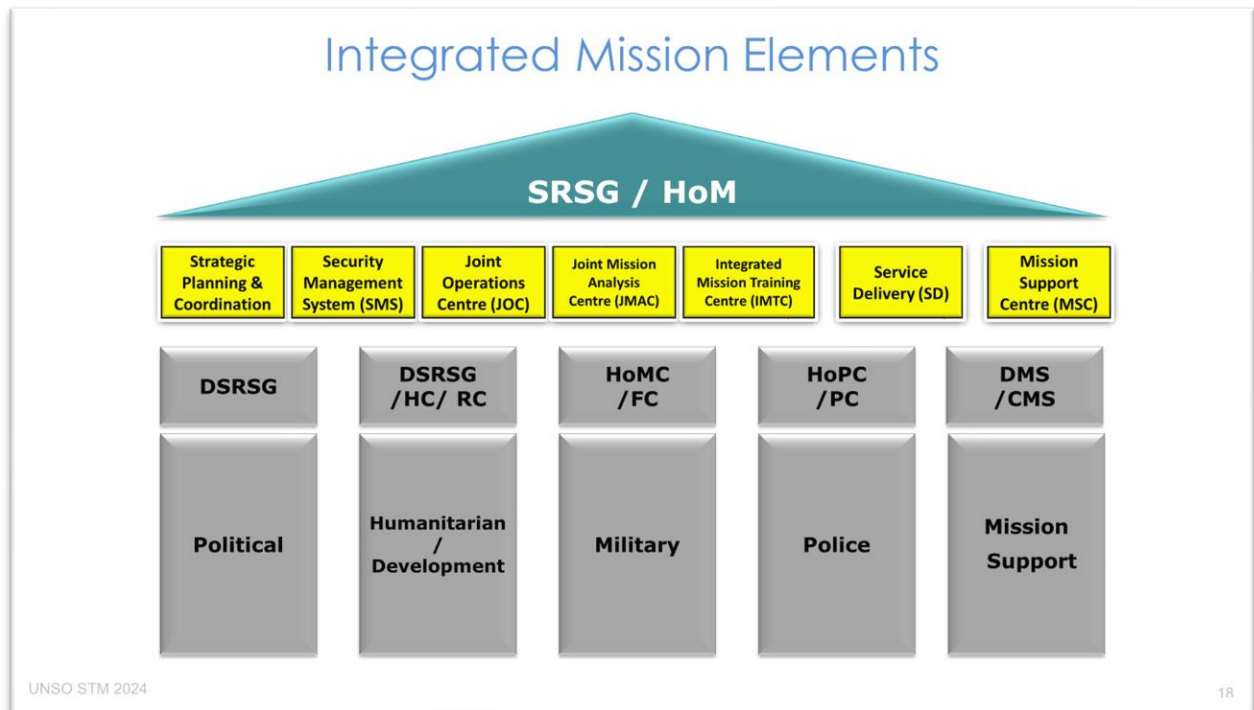 Integrated Mission Elements
SRSG / HoM
Strategic
Planning &
Coordination
Security
Management
System (SMS)
Joint
Operations
Centre (JOC)
Joint Mission
Analysis
Centre (JMAC)
Integrated
Mission Training
Centre (IMTC)
Service
Delivery (SD)
Mission
Support
Centre (MSC)
DSRSG
DSRSG
/HC/ RC
HoMC
/FC
HoPC
/PC
DMS
/CMS
Political
Humanitarian
/
Development
Military
Police
Mission
Support
UNSO STM 2024
18